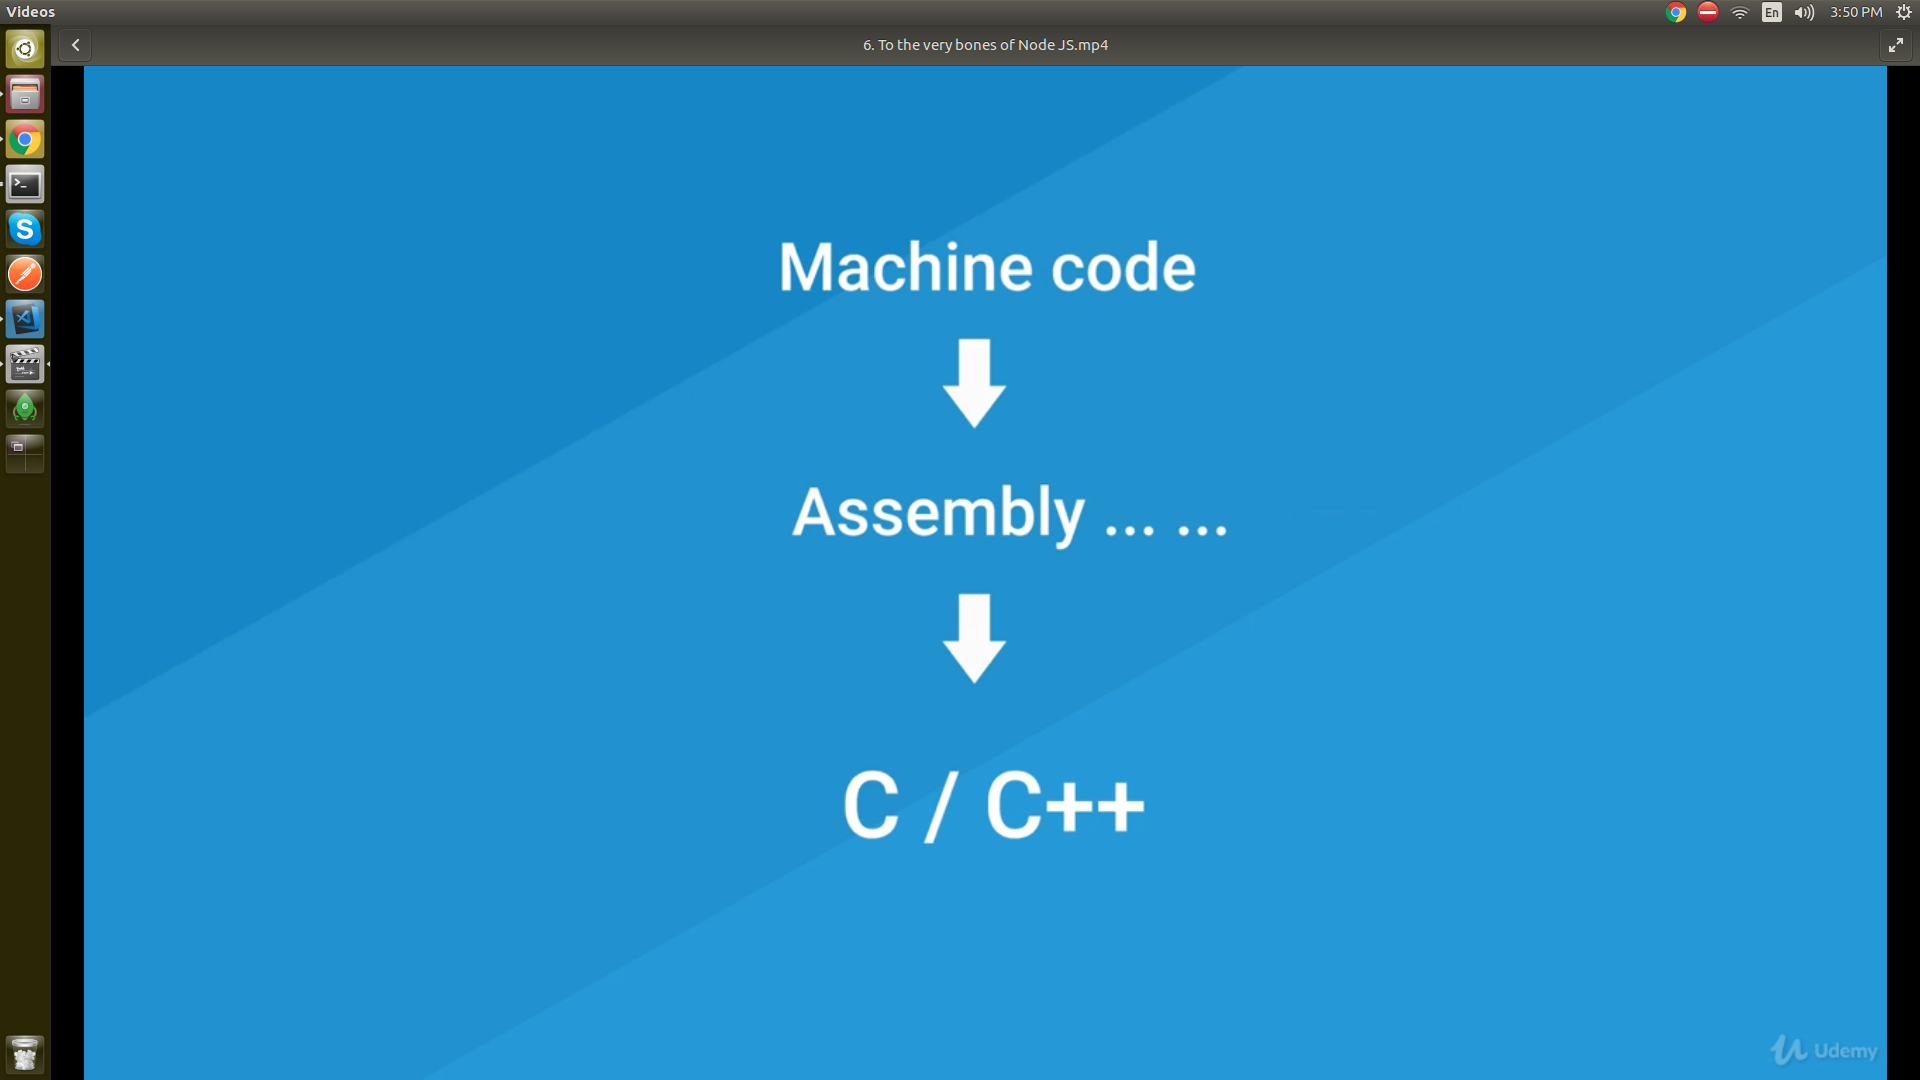 Videos
En
3:50 PM
6. To the very bones of Node JS.mp4
Machine code
Assembly ... ...
C / C++
Udemy